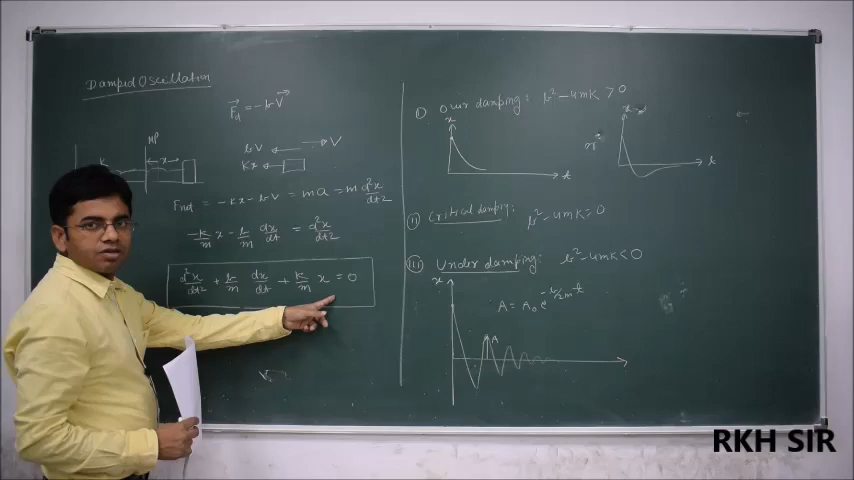 Damped Oscillation
F⃗d = -bV⃗
MP
K x
bV V
Kx
Fnet = -Kx - bV = ma = m d²x/dt2
-K/m x - b/m dx/dt = d²x/dt2
d²x/dt2 + b/m dx/dt + K/m x = 0
i) Over damping: b² - 4mK > 0
x t
x t
ii) Critical damping: b² - 4mK = 0
iii) Under damping: b² - 4mK < 0
x
A = A₀ e^-b/2m t
A
RKH SIR